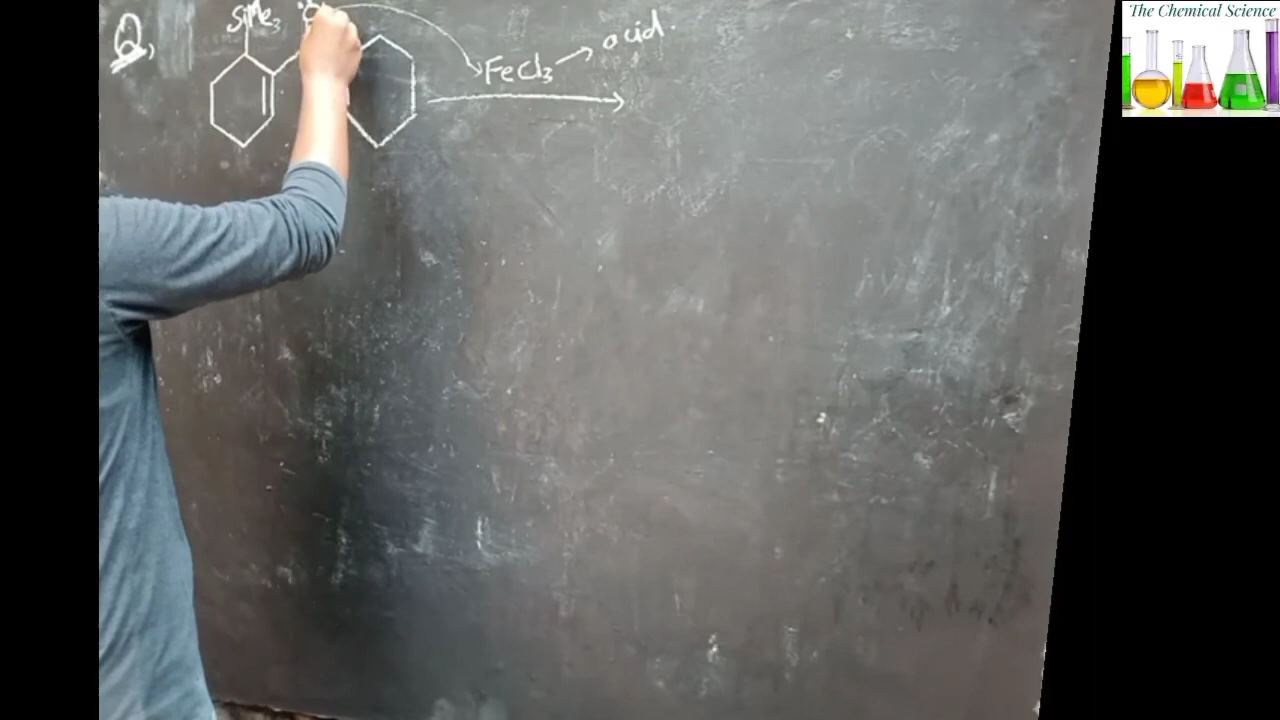 The Chemical Science
Q,
SiMe3 :O
FeCl3
acid.